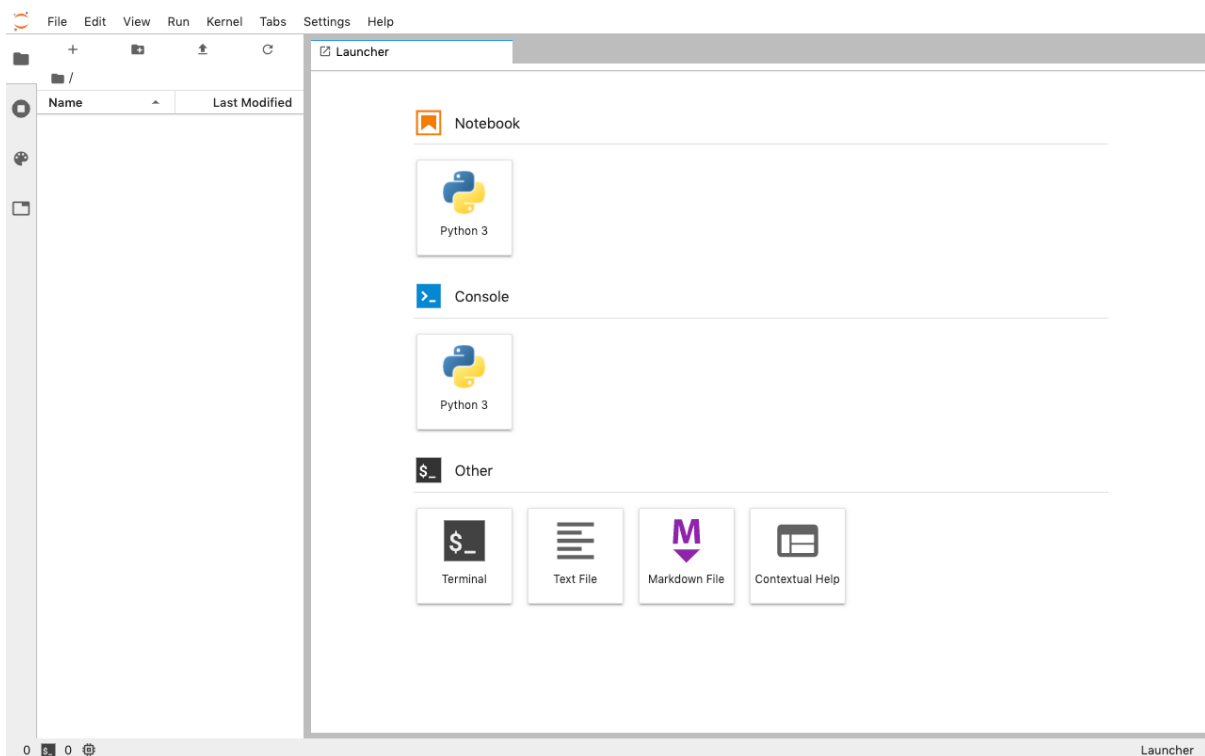 File Edit View Run Kernel Tabs Settings Help
Launcher
/
Name Last Modified
Notebook
Python 3
Console
Python 3
$_ Other
$_
M
Terminal Text File Markdown File Contextual Help
0 $_ 0 Launcher